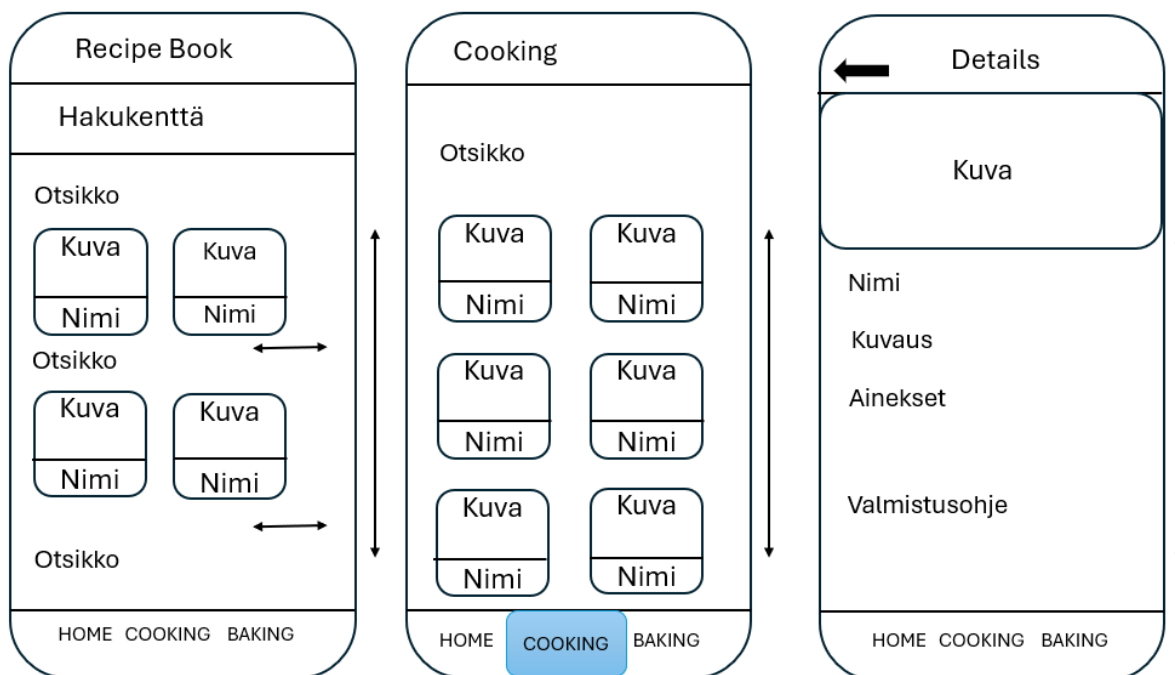 Recipe Book
Hakukenttä
Otsikko
Kuva Kuva
Nimi Nimi
Otsikko
Kuva Kuva
Nimi Nimi
Otsikko
HOME COOKING BAKING
Cooking
Otsikko
Kuva Kuva
Nimi Nimi
Kuva Kuva
Nimi Nimi
Kuva Kuva
Nimi Nimi
HOME COOKING BAKING
Details
Kuva
Nimi
Kuvaus
Ainekset
Valmistusohje
HOME COOKING BAKING